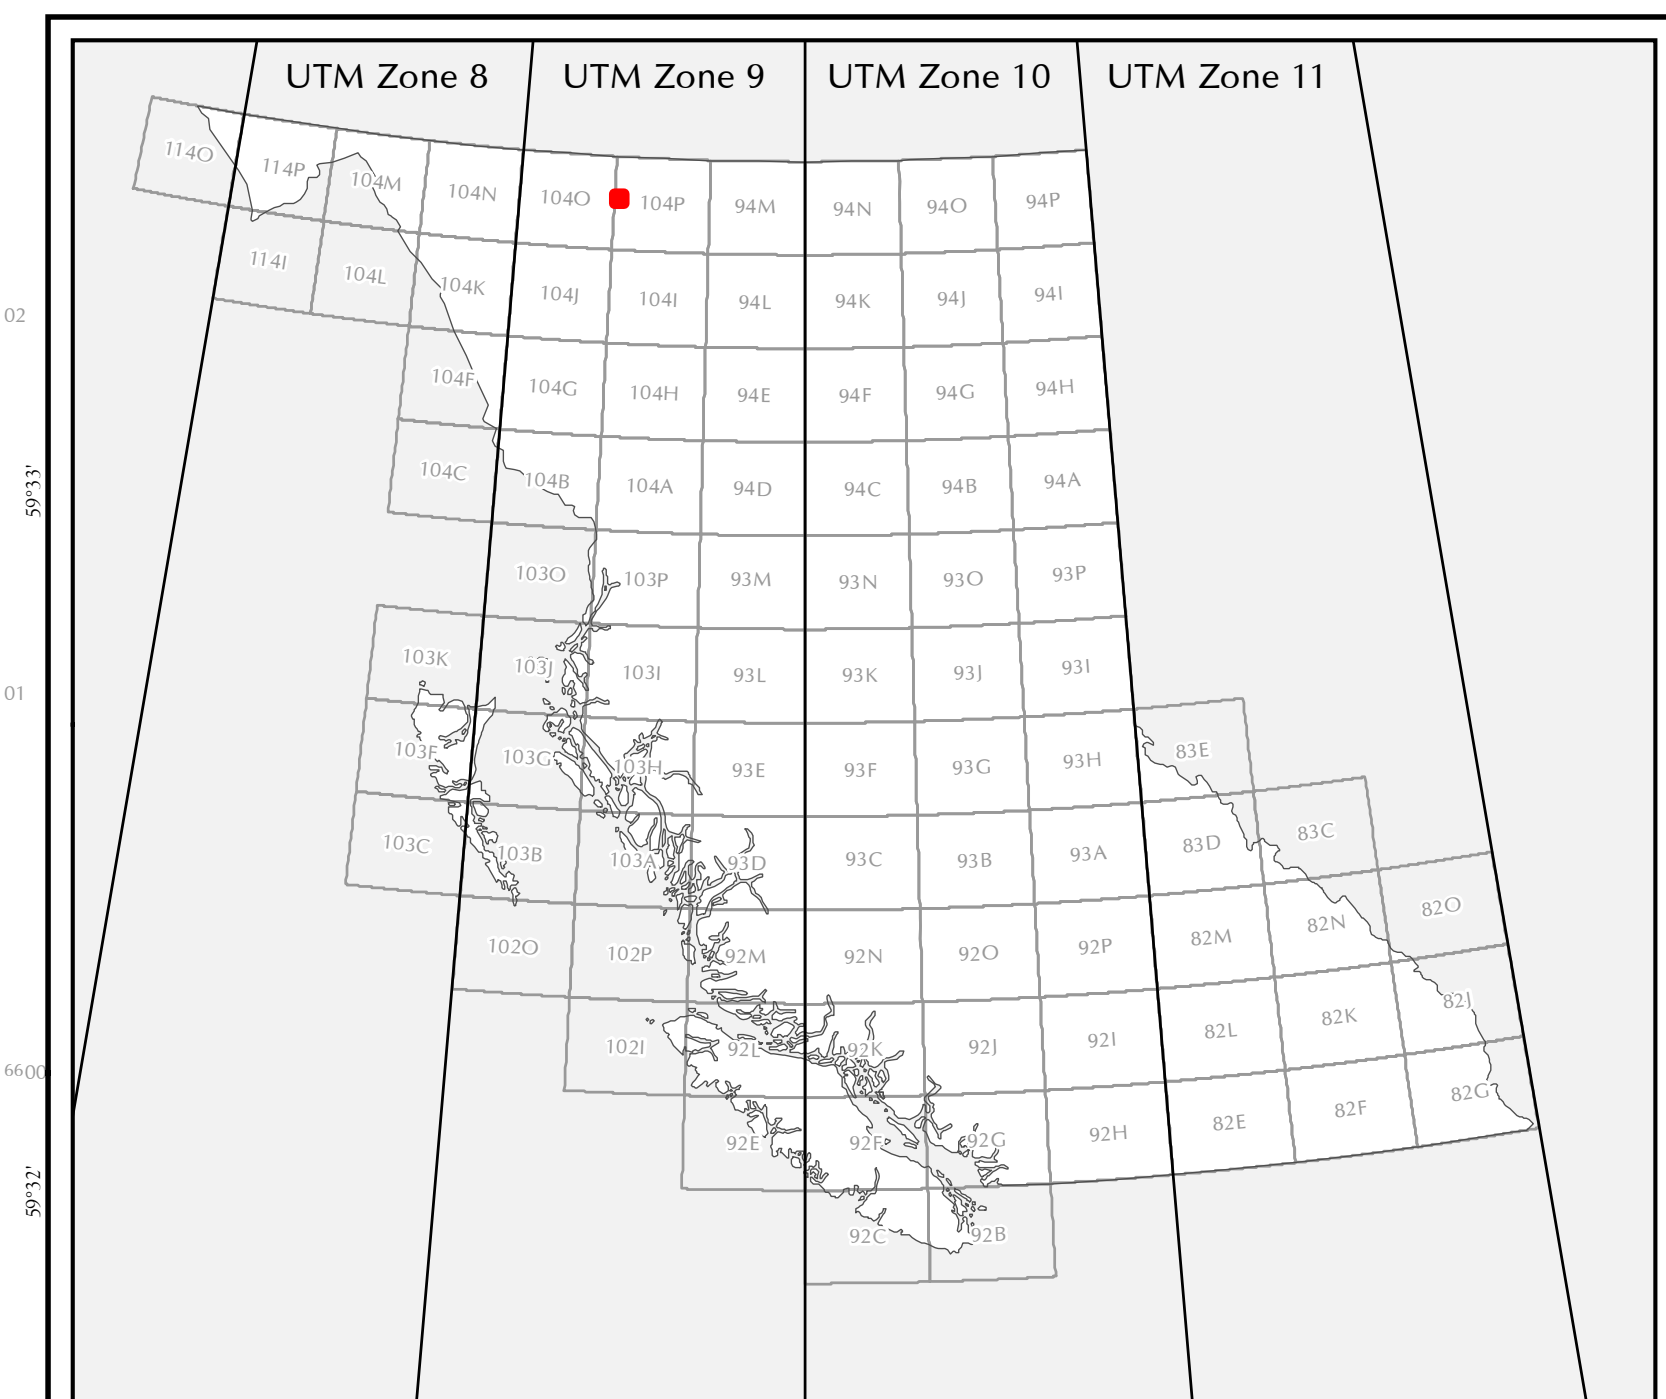 UTM Zone 8 UTM Zone 9 UTM Zone 10 UTM Zone 11
114O 114P 104M 104N 104O 104P 94M 94N 94O 94P
114I 104L 104K 104J 104I 94L 94K 94J 94I
02
104F 104G 104H 94E 94F 94G 94H
104C 104B 104A 94D 94C 94B 94A
59°33'
103O 103P 93M 93N 93O 93P
103K 103J 103I 93L 93K 93J 93I
01
103F 103G 103H 93E 93F 93G 93H 83E
103C 103B 103A 93D 93C 93B 93A 83D 83C
102O 102P 92M 92N 92O 92P 82M 82N 82O
102I 92L 92K 92J 92I 82L 82K 82J
6600
92E 92F 92G 92H 82E 82F 82G
59°32'
92C 92B